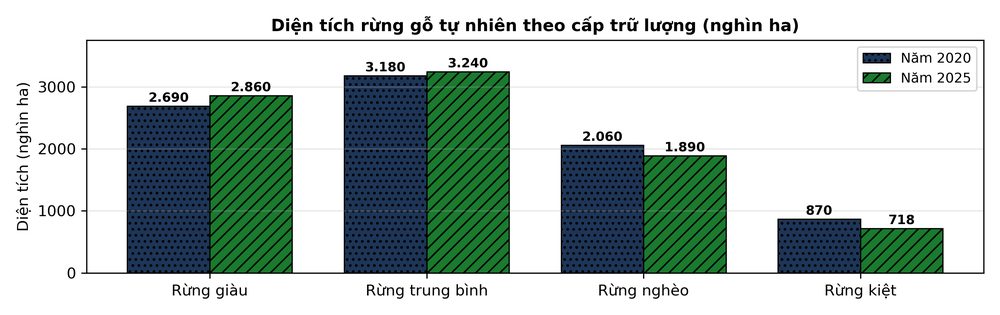 Diện tích rừng gỗ tự nhiên theo cấp trữ lượng (nghìn ha)
Năm 2020
Năm 2025
Diện tích (nghìn ha)
3000
2000
1000
0
2.690
2.860
3.180
3.240
2.060
1.890
870
718
Rừng giàu
Rừng trung bình
Rừng nghèo
Rừng kiệt